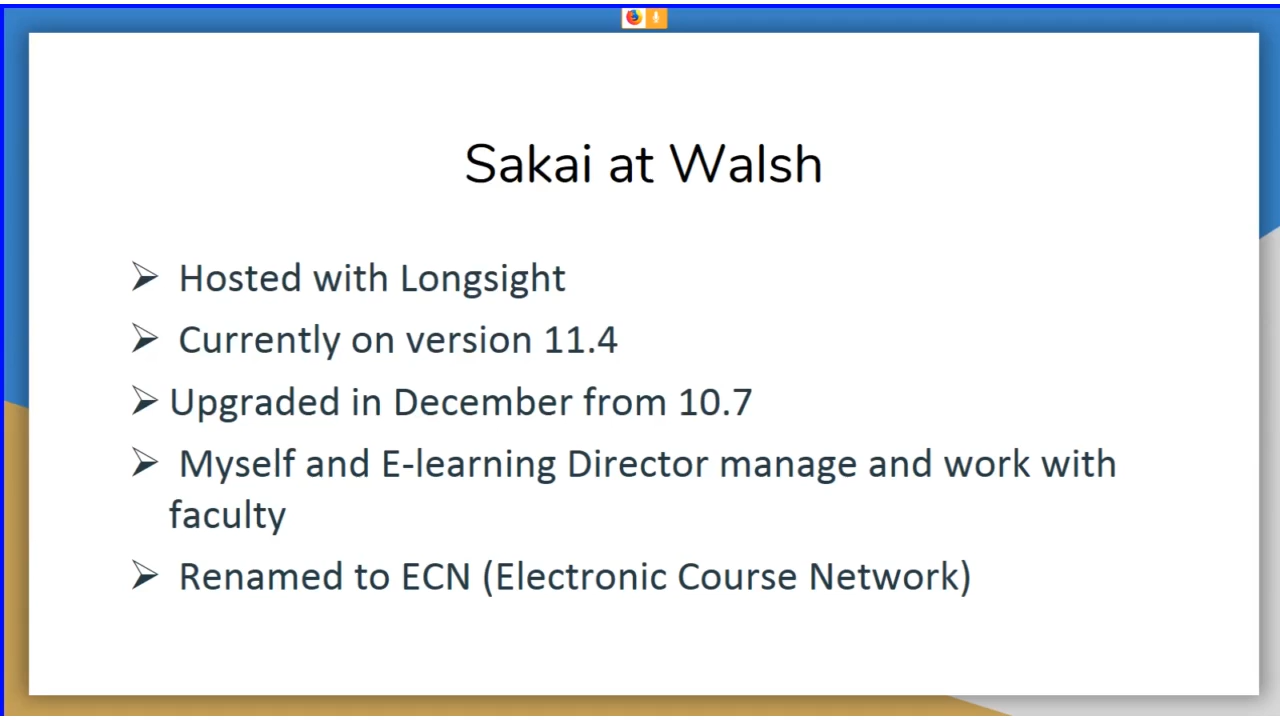 Sakai at Walsh
➢ Hosted with Longsight
➢ Currently on version 11.4
➢ Upgraded in December from 10.7
➢ Myself and E-learning Director manage and work with
faculty
➢ Renamed to ECN (Electronic Course Network)